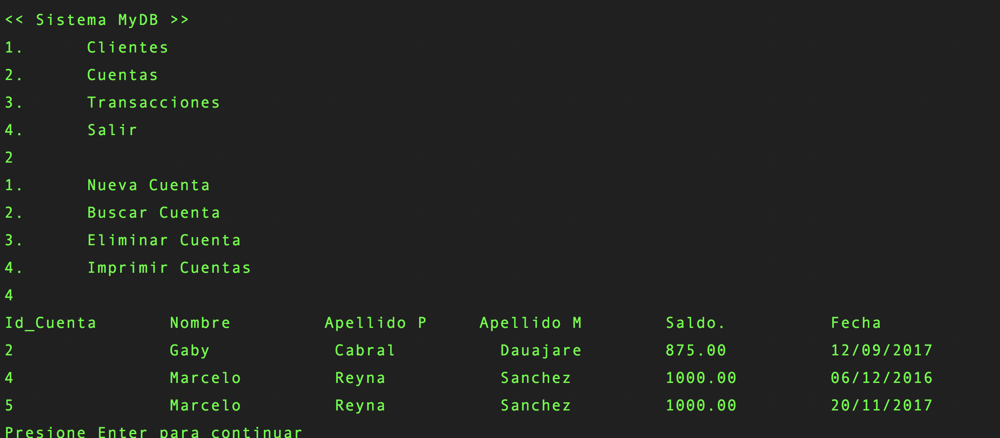 << Sistema MyDB >>
1. Clientes
2. Cuentas
3. Transacciones
4. Salir
2
1. Nueva Cuenta
2. Buscar Cuenta
3. Eliminar Cuenta
4. Imprimir Cuentas
4
Id_Cuenta Nombre Apellido P Apellido M Saldo. Fecha
2 Gaby Cabral Dauajare 875.00 12/09/2017
4 Marcelo Reyna Sanchez 1000.00 06/12/2016
5 Marcelo Reyna Sanchez 1000.00 20/11/2017
Presione Enter para continuar